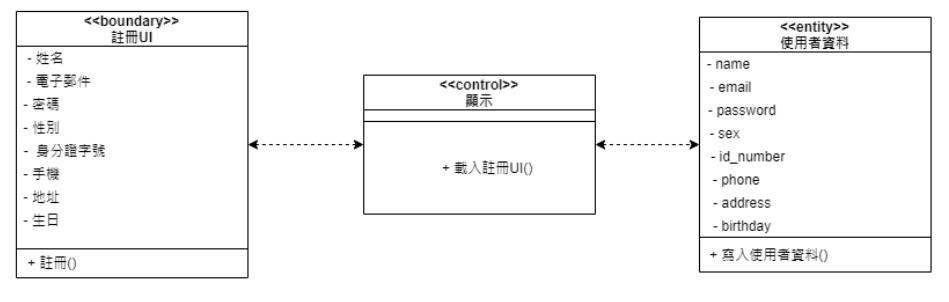 <<boundary>>
註冊UI
- 姓名
- 電子郵件
- 密碼
- 性別
- 身分證字號
- 手機
- 地址
- 生日
+ 註冊()
<<control>>
顯示
+ 載入註冊UI()
<<entity>>
使用者資料
- name
- email
- password
- sex
- id_number
- phone
- address
- birthday
+ 寫入使用者資料()